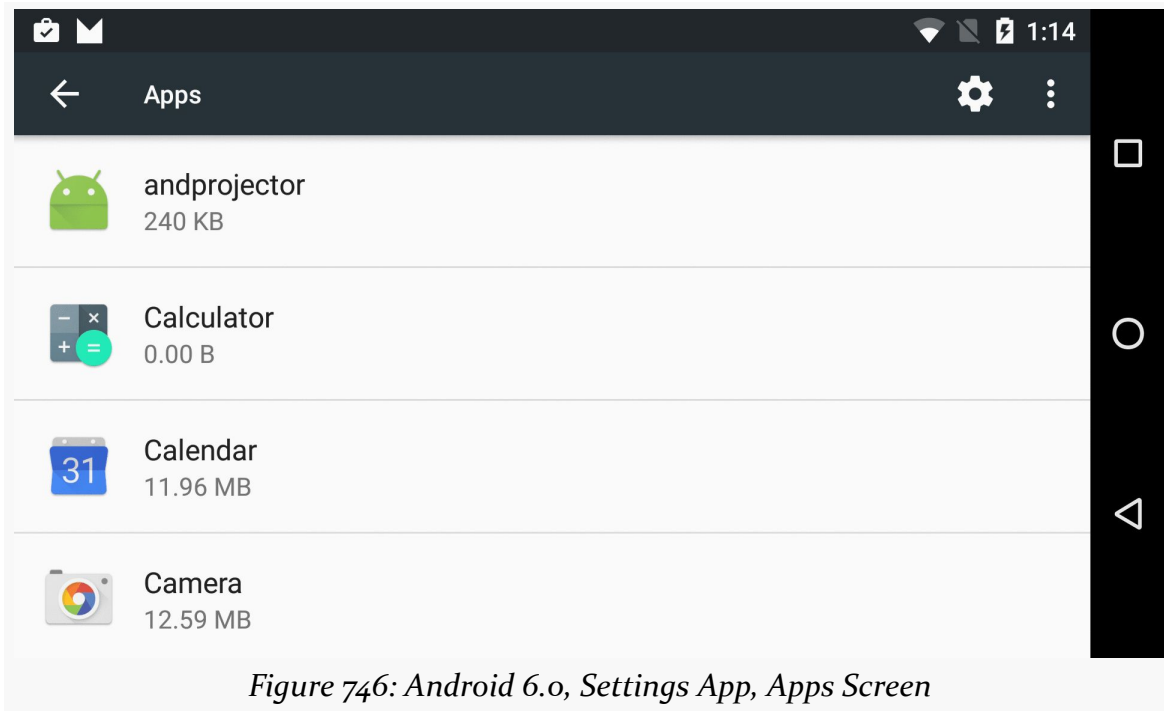 1:14
Apps
andprojector
240 KB
Calculator
0.00 B
31
Calendar
11.96 MB
Camera
12.59 MB
Figure 746: Android 6.0, Settings App, Apps Screen